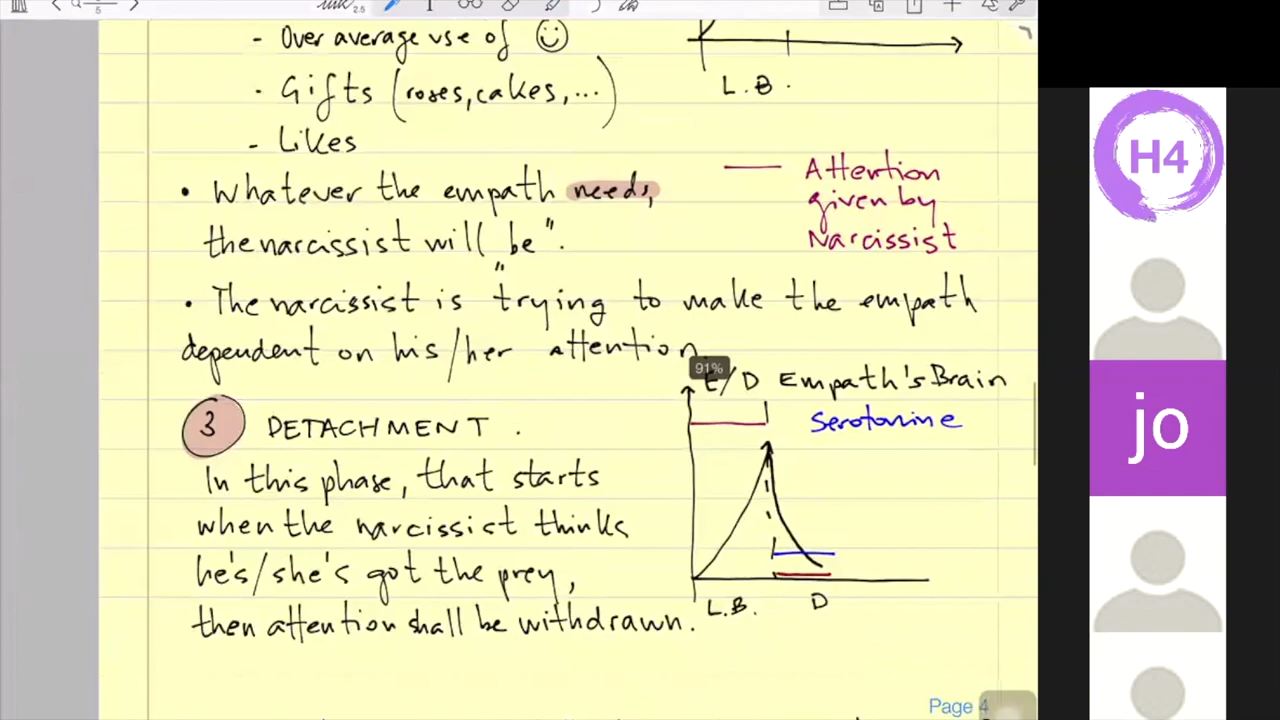 2.5
5
- Over average use of
- Gifts (roses, cakes, ...)
L. B.
- Likes
• Whatever the empath needs,
the narcissist will "be".
Attention
given by
Narcissist
• The narcissist is trying to make the empath
dependent on his/her attention.
91%
E/D Empath's Brain
Serotonine
3 DETACHMENT.
In this phase, that starts
when the narcissist thinks
he's/she's got the prey,
then attention shall be withdrawn.
L.B. D
Page 4
H4
jo